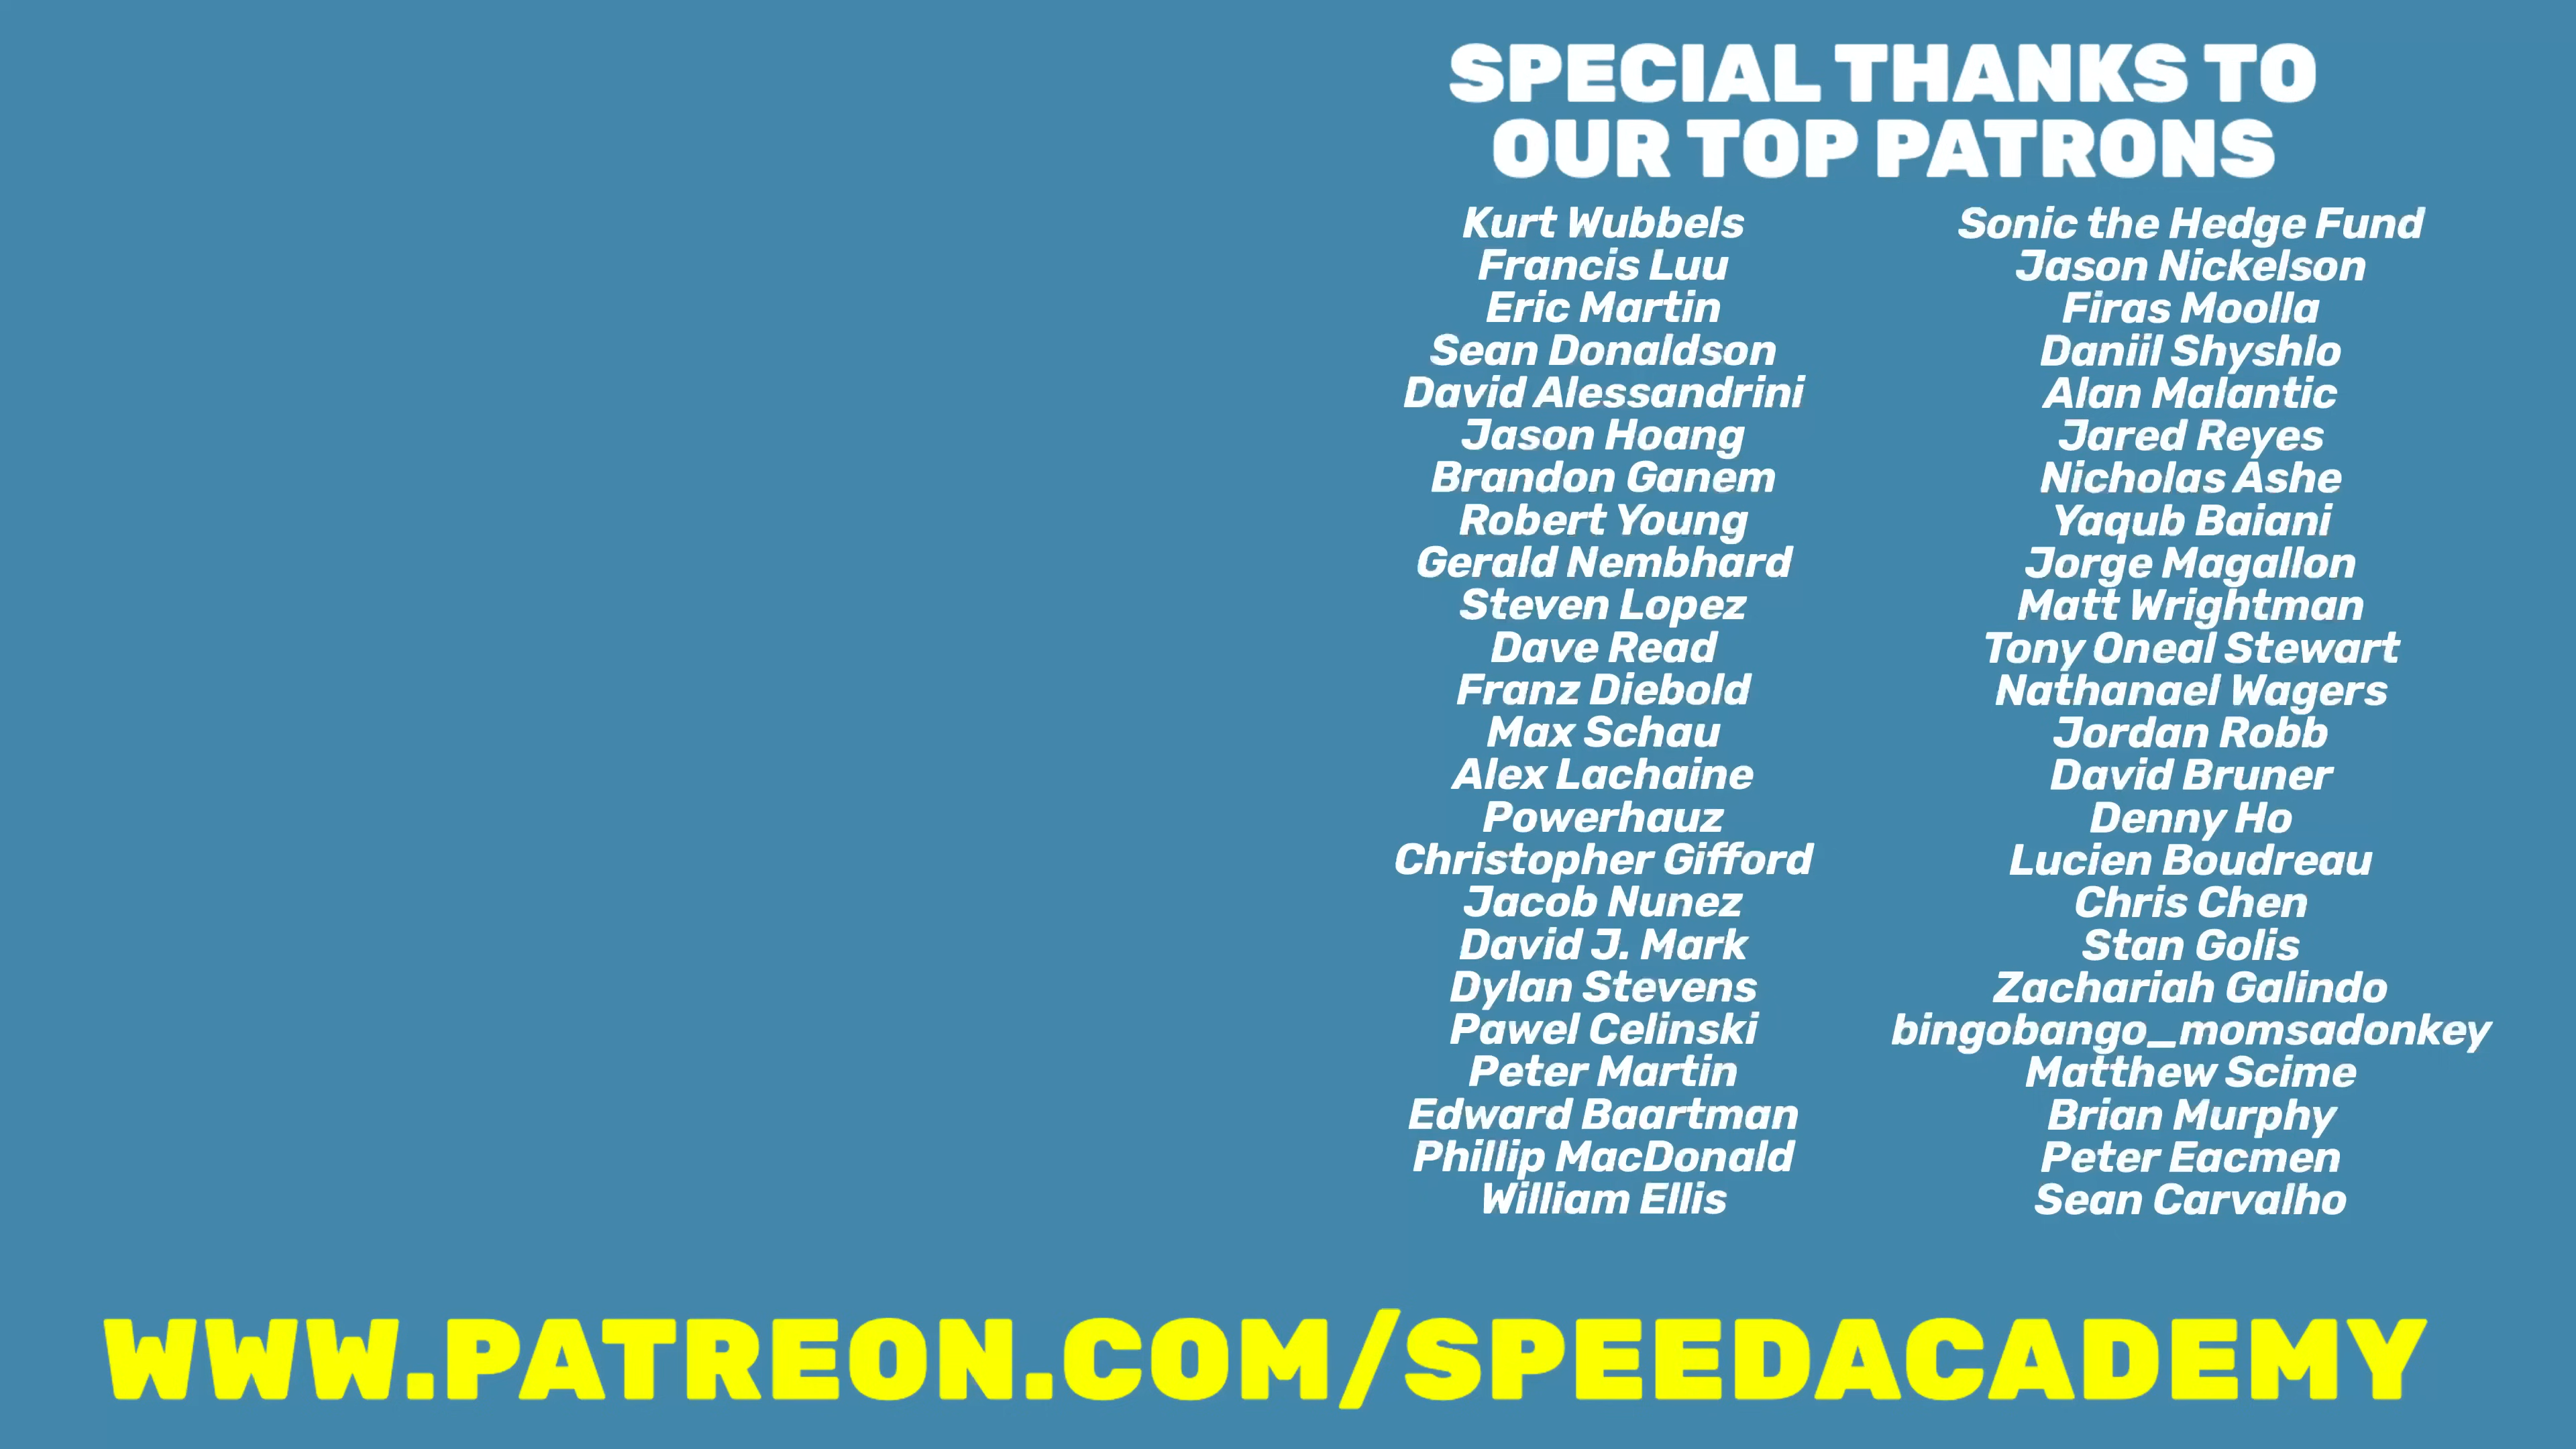 SPECIAL THANKS TO
OUR TOP PATRONS
Kurt Wubbels
Francis Luu
Eric Martin
Sean Donaldson
David Alessandrini
Jason Hoang
Brandon Ganem
Robert Young
Gerald Nembhard
Steven Lopez
Dave Read
Franz Diebold
Max Schau
Alex Lachaine
Powerhauz
Christopher Gifford
Jacob Nunez
David J. Mark
Dylan Stevens
Pawel Celinski
Peter Martin
Edward Baartman
Phillip MacDonald
William Ellis
Sonic the Hedge Fund
Jason Nickelson
Firas Moolla
Daniil Shyshlo
Alan Malantic
Jared Reyes
Nicholas Ashe
Yaqub Baiani
Jorge Magallon
Matt Wrightman
Tony Oneal Stewart
Nathanael Wagers
Jordan Robb
David Bruner
Denny Ho
Lucien Boudreau
Chris Chen
Stan Golis
Zachariah Galindo
bingobango_momsadonkey
Matthew Scime
Brian Murphy
Peter Eacmen
Sean Carvalho
WWW.PATREON.COM/SPEEDACADEMY